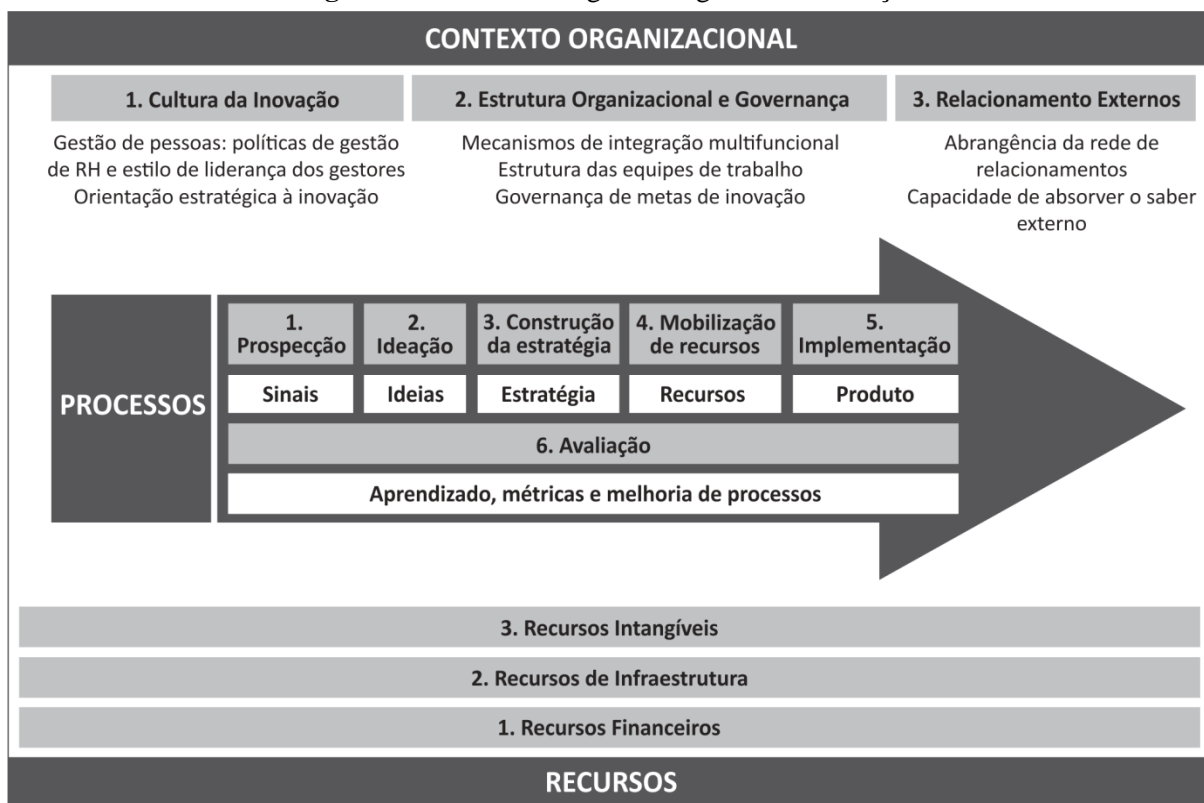 CONTEXTO ORGANIZACIONAL
1. Cultura da Inovação
Gestão de pessoas: políticas de gestão
de RH e estilo de liderança dos gestores
Orientação estratégica à inovação
2. Estrutura Organizacional e Governança
Mecanismos de integração multifuncional
Estrutura das equipes de trabalho
Governança de metas de inovação
3. Relacionamento Externos
Abrangência da rede de
relacionamentos
Capacidade de absorver o saber
externo
PROCESSOS
1.
Prospecção
Sinais
2.
Ideação
Ideias
3. Construção
da estratégia
Estratégia
4. Mobilização
de recursos
Recursos
5.
Implementação
Produto
6. Avaliação
Aprendizado, métricas e melhoria de processos
3. Recursos Intangíveis
2. Recursos de Infraestrutura
1. Recursos Financeiros
RECURSOS